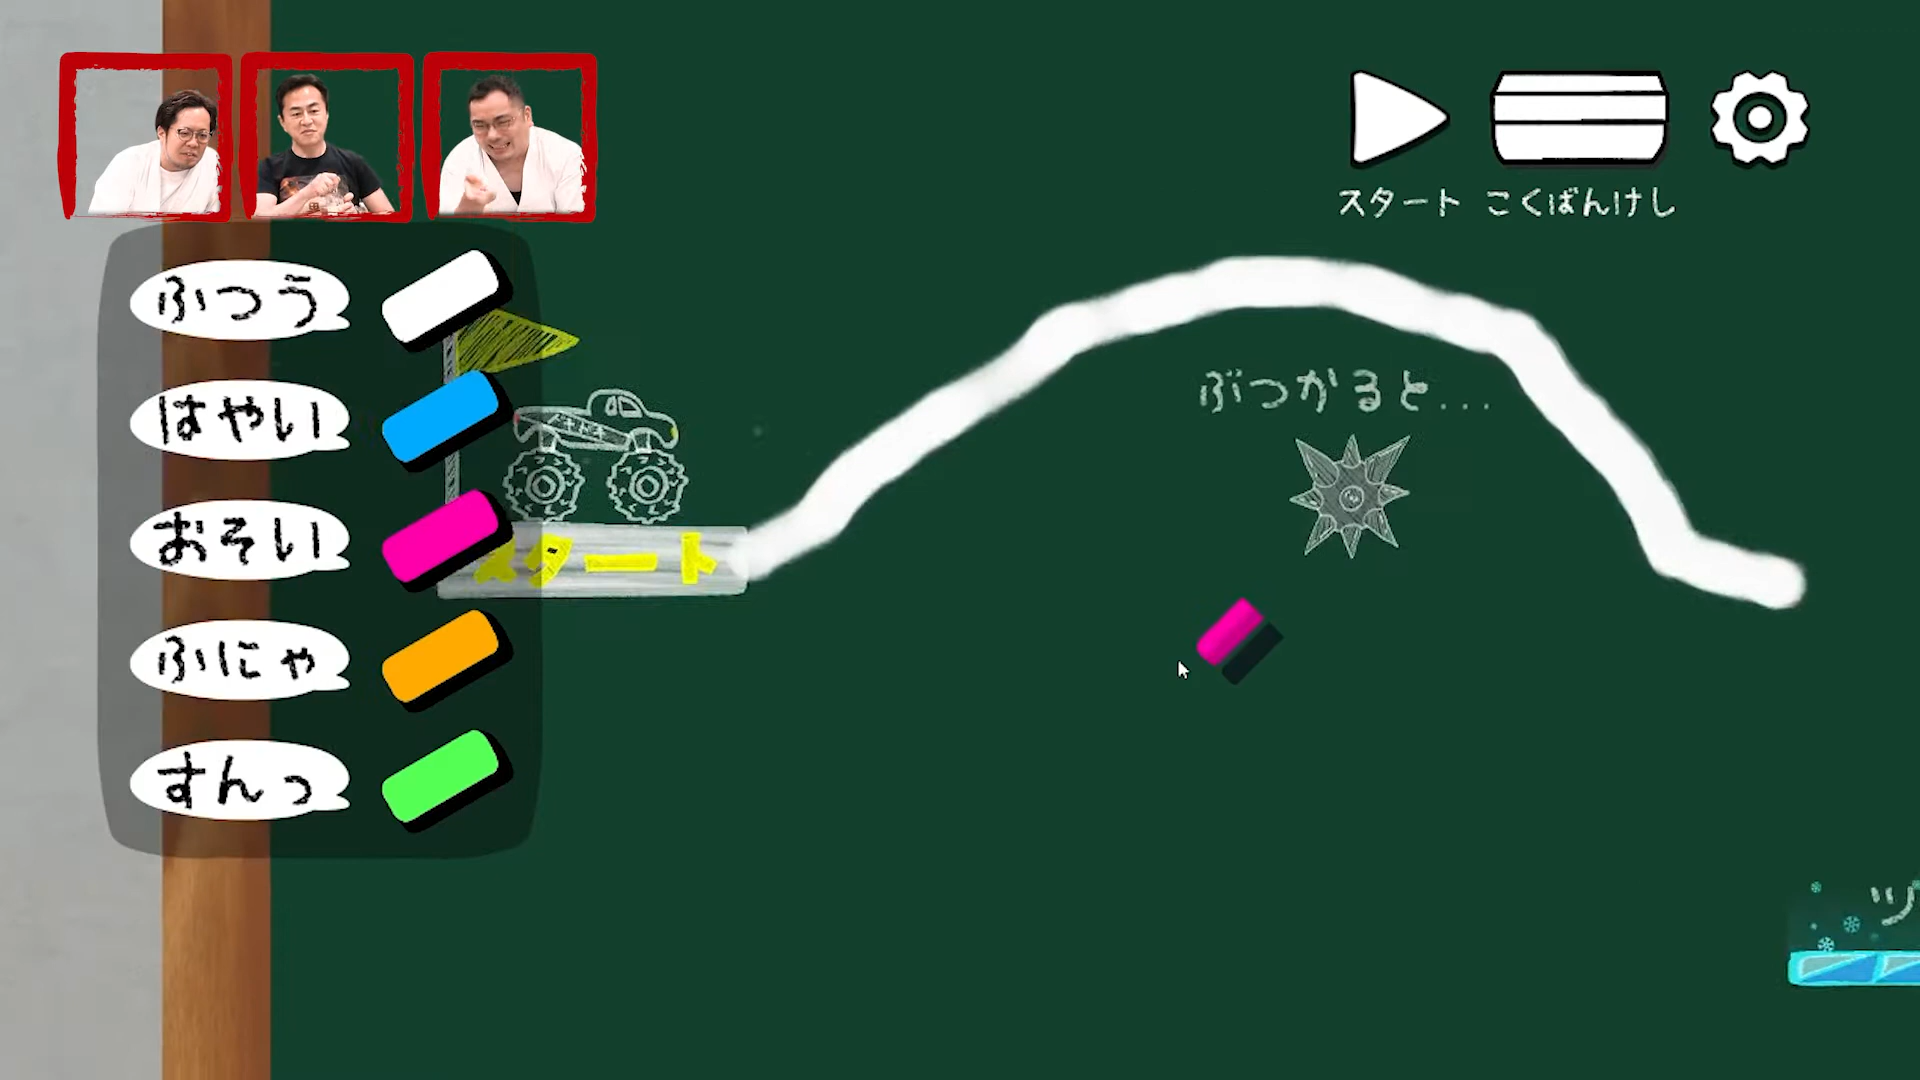 スタート こくばんけし
ふつう
はやい
おそい
ふにゃ
すんっ
ぶつかると...
スタート
ツ